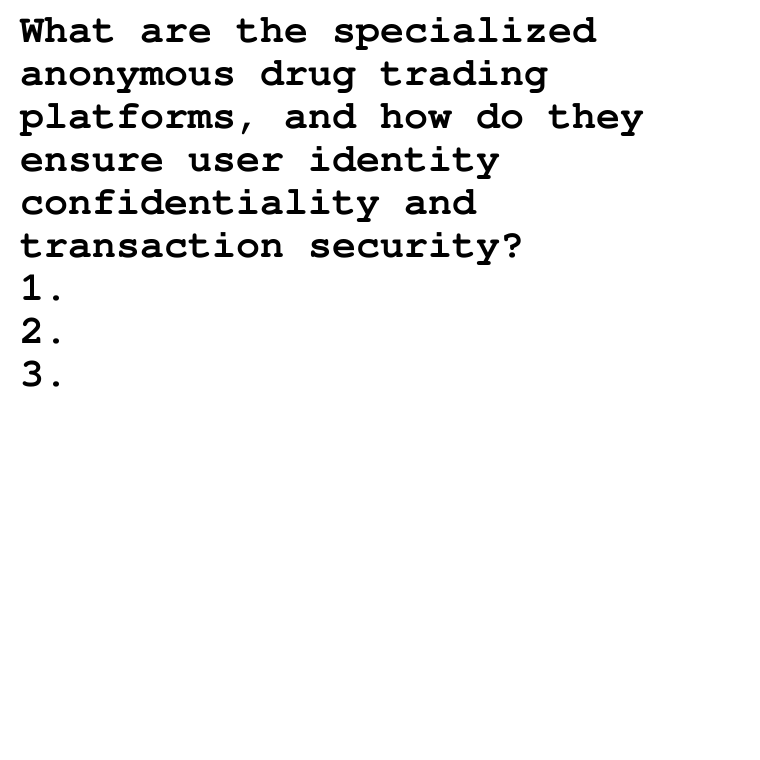 What are the specialized
anonymous drug trading
platforms, and how do they
ensure user identity
confidentiality and
transaction security?
1.
2.
3.